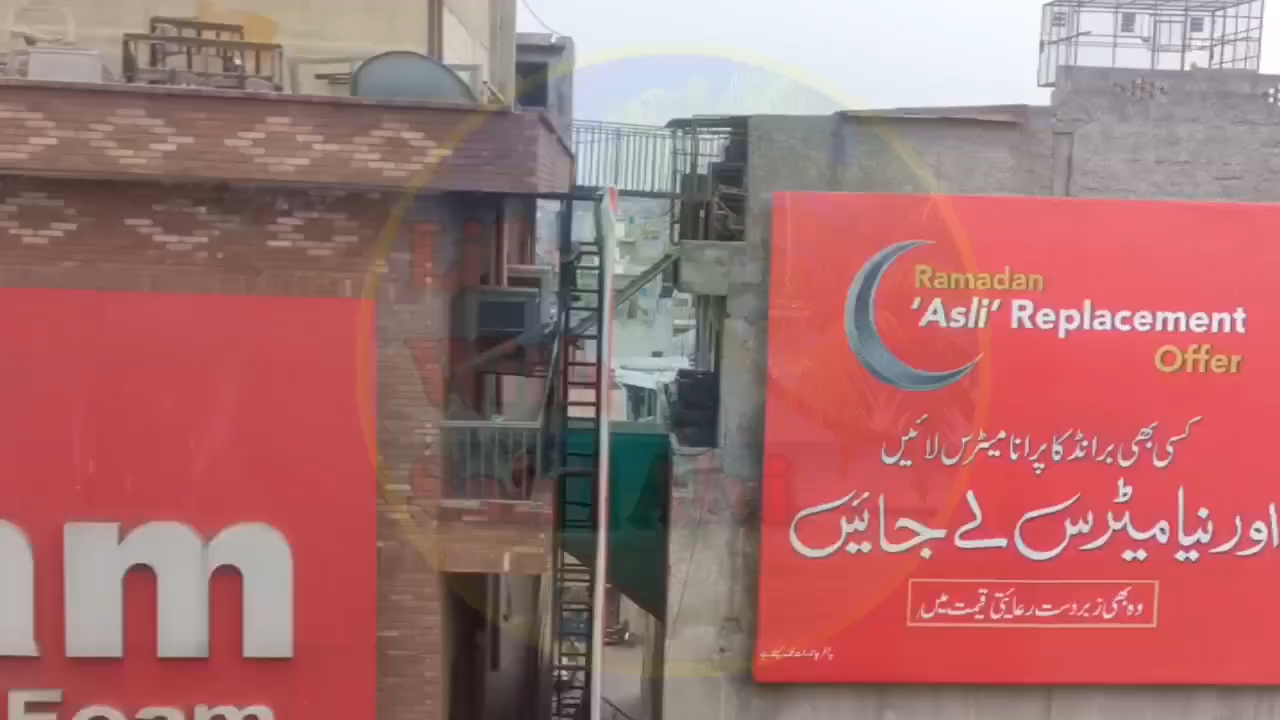 am
Foam
Ramadan
'Asli' Replacement
Offer
کسی بھی برانڈ کا پرانا میٹرس لائیں
اور نیا میٹرس لے جائیں
وہ بھی زبردست رعایتی قیمت میں